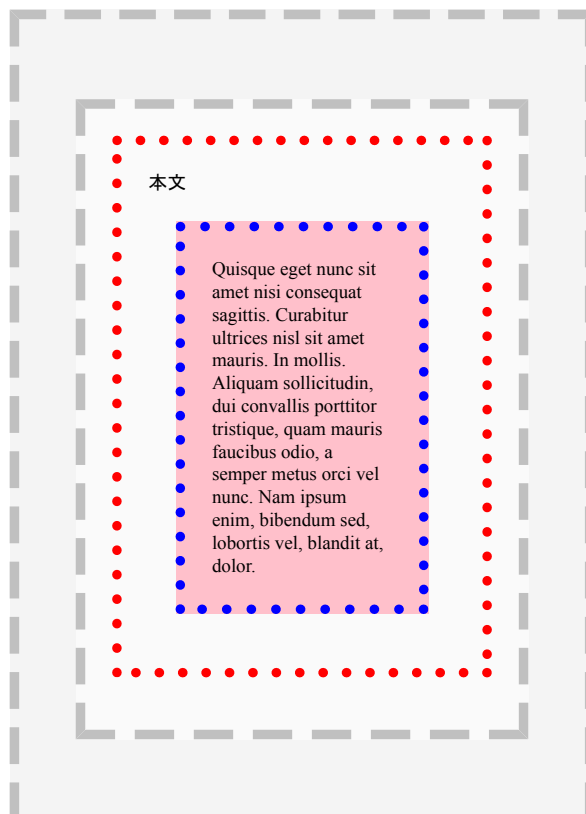 本文
Quisque eget nunc sit
amet nisi consequat
sagittis. Curabitur
ultrices nisl sit amet
mauris. In mollis.
Aliquam sollicitudin,
dui convallis porttitor
tristique, quam mauris
faucibus odio, a
semper metus orci vel
nunc. Nam ipsum
enim, bibendum sed,
lobortis vel, blandit at,
dolor.